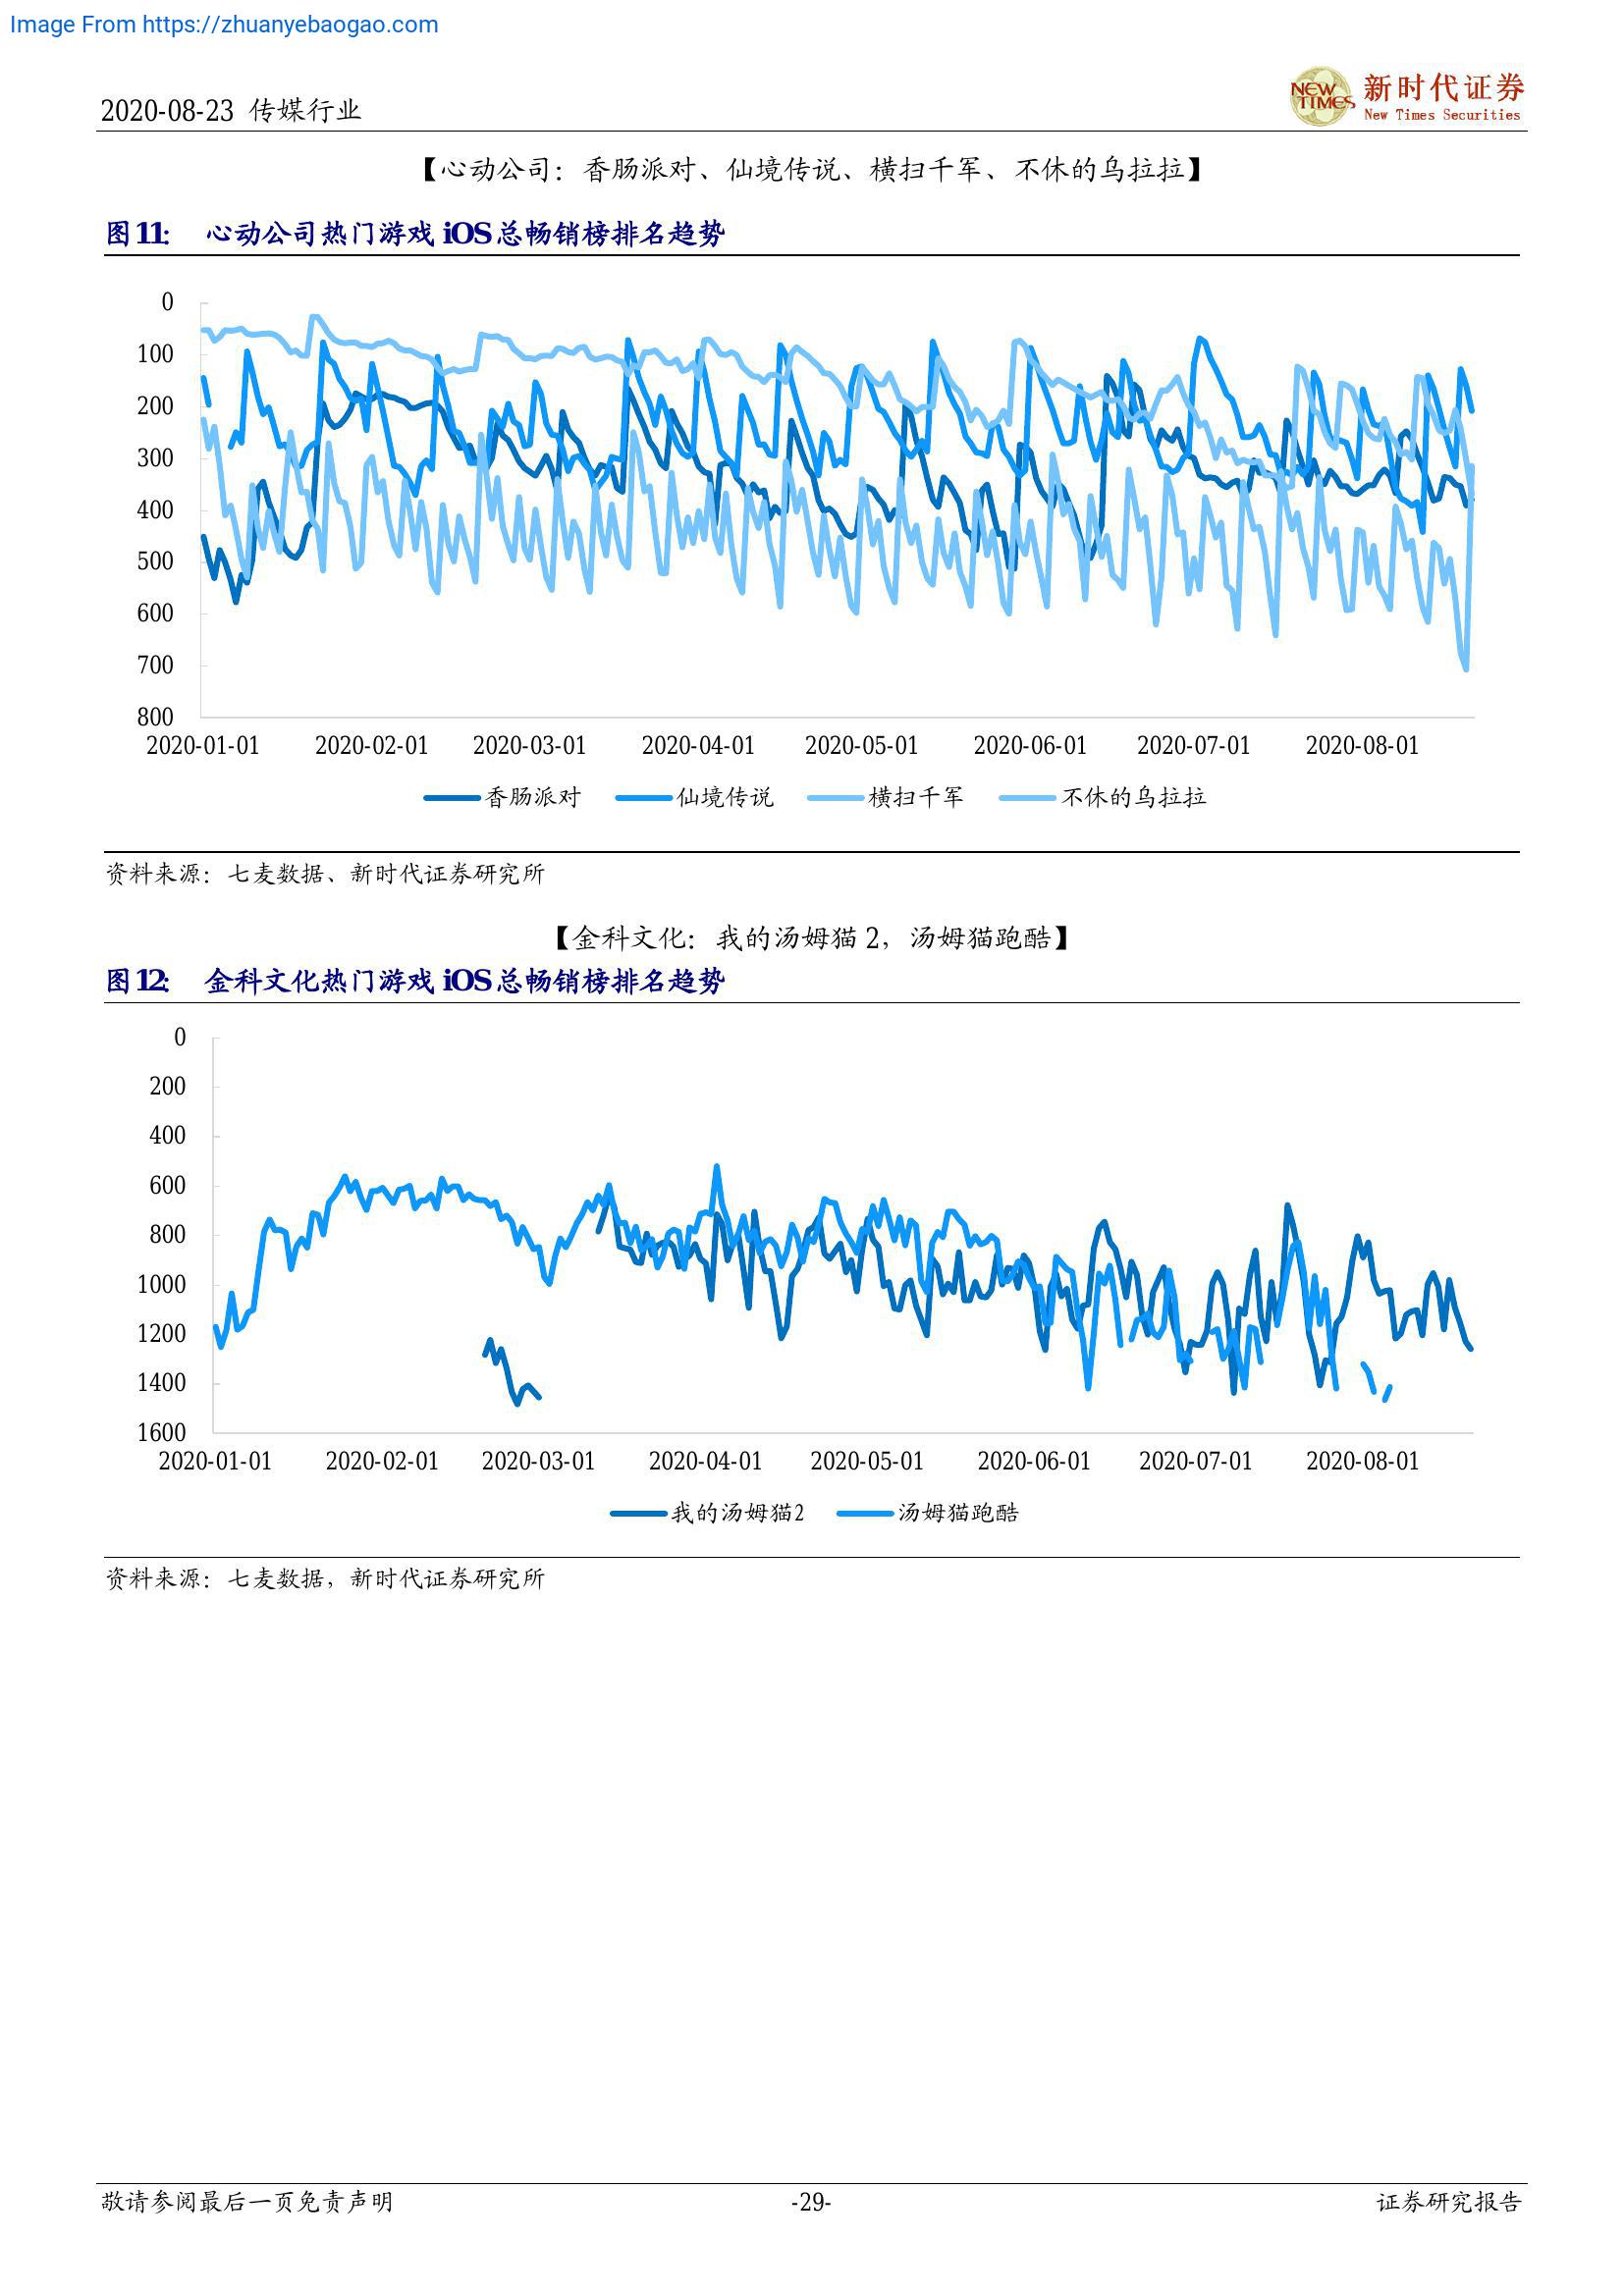 Image From https://zhuanyebaogao.com
2020-08-23 传媒行业
NEW TIMES
新时代证券
New Times Securities
【心动公司：香肠派对、仙境传说、横扫千军、不休的乌拉拉】
图11： 心动公司热门游戏 iOS 总畅销榜排名趋势
0
100
200
300
400
500
600
700
800
2020-01-01 2020-02-01 2020-03-01 2020-04-01 2020-05-01 2020-06-01 2020-07-01 2020-08-01
香肠派对 仙境传说 横扫千军 不休的乌拉拉
资料来源：七麦数据、新时代证券研究所
【金科文化：我的汤姆猫 2，汤姆猫跑酷】
图12： 金科文化热门游戏 iOS 总畅销榜排名趋势
0
200
400
600
800
1000
1200
1400
1600
2020-01-01 2020-02-01 2020-03-01 2020-04-01 2020-05-01 2020-06-01 2020-07-01 2020-08-01
我的汤姆猫2 汤姆猫跑酷
资料来源：七麦数据，新时代证券研究所
敬请参阅最后一页免责声明 -29- 证券研究报告